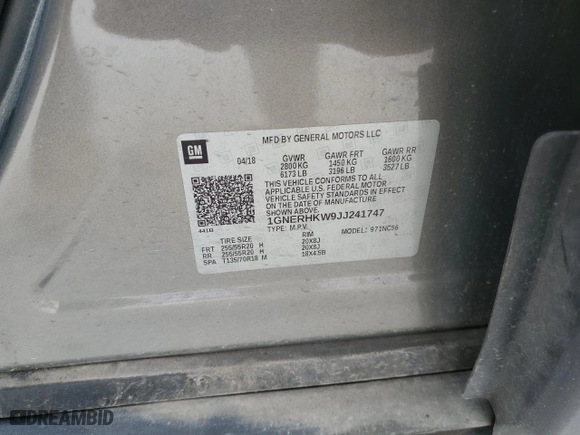 GM
MFD BY GENERAL MOTORS LLC
04/18 GVWR GAWR FRT GAWR RR
2800 KG 1450 KG 1600 KG
6173 LB 3196 LB 3527 LB
THIS VEHICLE CONFORMS TO ALL
APPLICABLE U.S. FEDERAL MOTOR
VEHICLE SAFETY STANDARDS IN EFFECT
ON THE DATE OF MANUFACTURE
SHOWN ABOVE.
1GNERHKW9JJ241747
TYPE: M.P.V. MODEL: 971NC56
RIM
FRT 255/55R20 H 20X8J
RR 255/55R20 H 20X8J
SPA T135/70R18 M 18X4.5B
DREAMBID